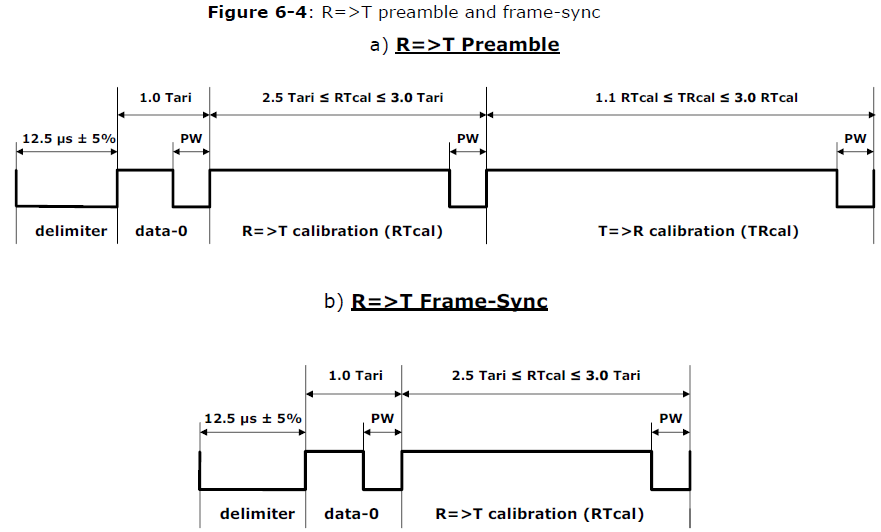 Figure 6-4: R=>T preamble and frame-sync
a) R=>T Preamble
1.0 Tari 2.5 Tari ≤ RTcal ≤ 3.0 Tari 1.1 RTcal ≤ TRcal ≤ 3.0 RTcal
12.5 µs ± 5% PW PW PW
delimiter data-0 R=>T calibration (RTcal) T=>R calibration (TRcal)
b) R=>T Frame-Sync
1.0 Tari 2.5 Tari ≤ RTcal ≤ 3.0 Tari
12.5 µs ± 5% PW PW
delimiter data-0 R=>T calibration (RTcal)